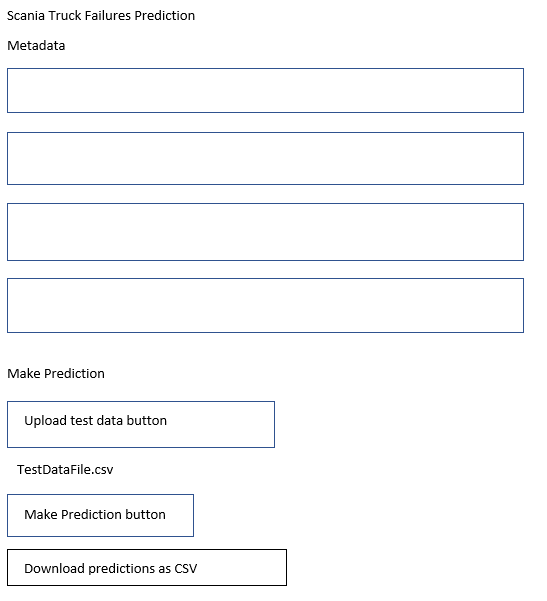 Scania Truck Failures Prediction
Metadata
Make Prediction
Upload test data button
TestDataFile.csv
Make Prediction button
Download predictions as CSV